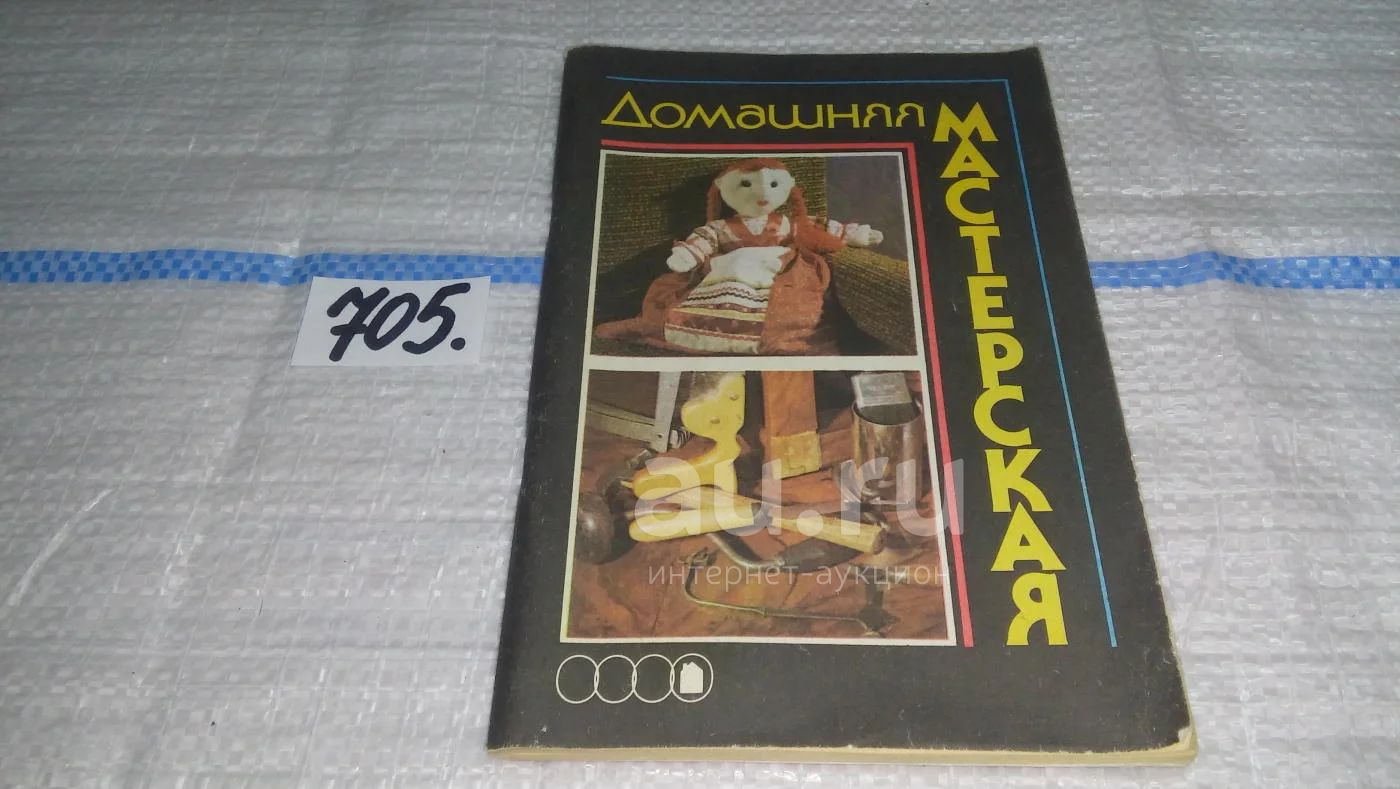 Домашняя
МАСТЕРСКАЯ
705.
au.ru
интернет-аукцион